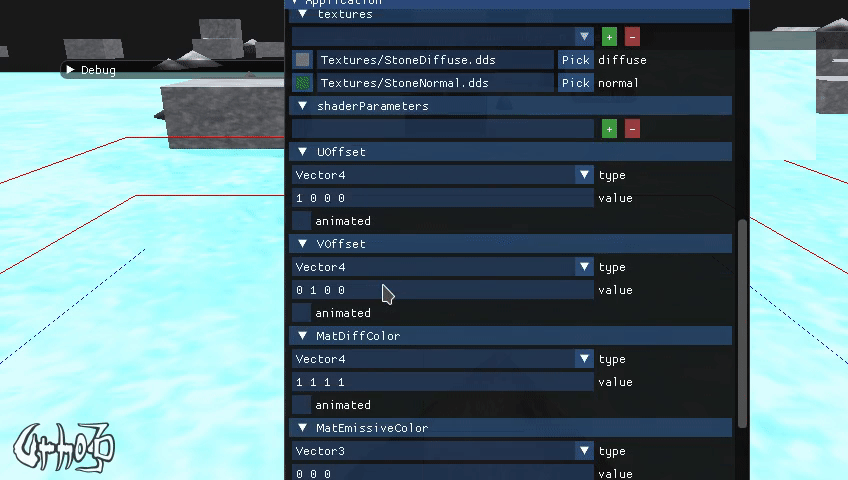 Application
textures
+ -
Textures/StoneDiffuse.dds Pick diffuse
Debug
Textures/StoneNormal.dds Pick normal
shaderParameters
+ -
UOffset
Vector4 type
1 0 0 0 value
animated
VOffset
Vector4 type
0 1 0 0 value
animated
MatDiffColor
Vector4 type
1 1 1 1 value
animated
MatEmissiveColor
Vector3 type
0 0 0 value